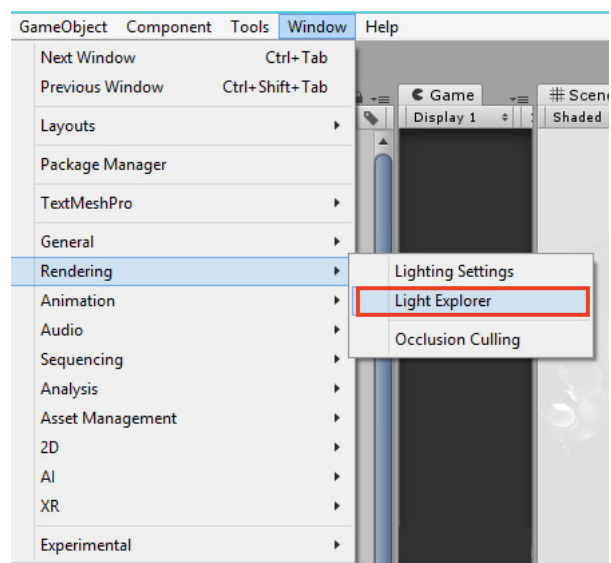 GameObject Component Tools Window Help
Next Window Ctrl+Tab
Previous Window Ctrl+Shift+Tab
Game
# Scene
Layouts
Display 1
Shaded
Package Manager
TextMeshPro
General
Rendering
Lighting Settings
Animation
Light Explorer
Audio
Occlusion Culling
Sequencing
Analysis
Asset Management
2D
AI
XR
Experimental